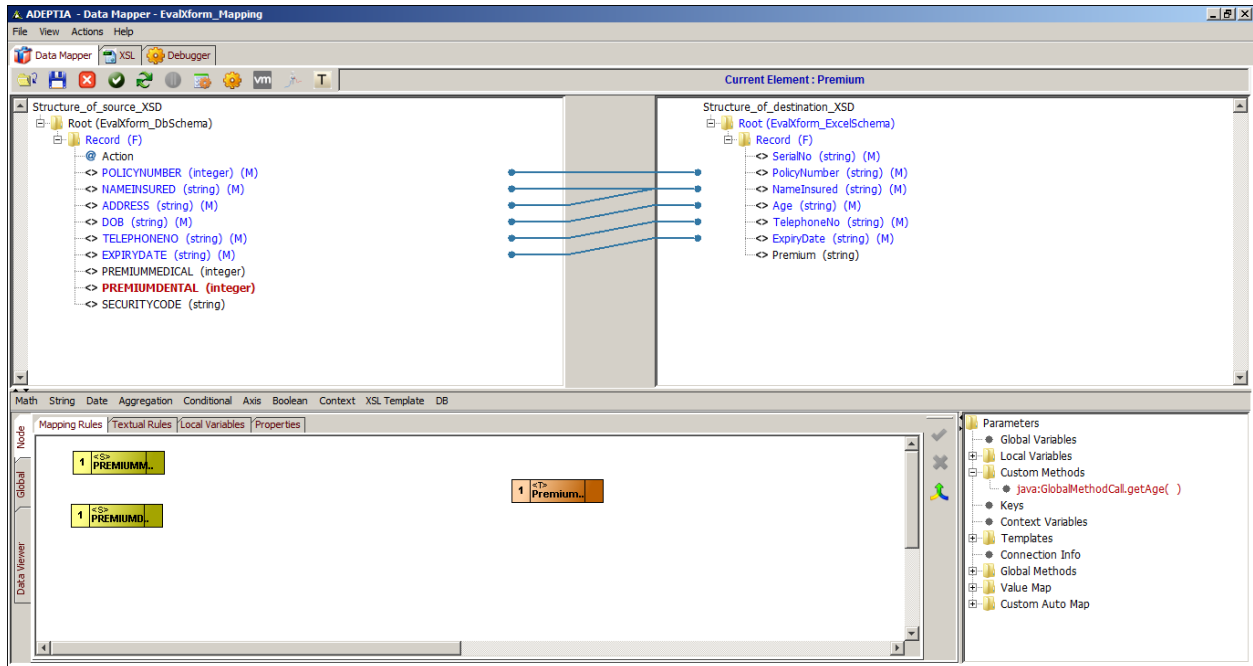 ADEPTIA - Data Mapper - EvalXform_Mapping
File View Actions Help
Data Mapper XSL Debugger
vm T Current Element : Premium
Structure_of_source_XSD
Root (EvalXform_DbSchema)
Record (F)
@ Action
<> POLICYNUMBER (integer) (M)
<> NAMEINSURED (string) (M)
<> ADDRESS (string) (M)
<> DOB (string) (M)
<> TELEPHONENO (string) (M)
<> EXPIRYDATE (string) (M)
<> PREMIUMMEDICAL (integer)
<> PREMIUMDENTAL (integer)
<> SECURITYCODE (string)
Structure_of_destination_XSD
Root (EvalXform_ExcelSchema)
Record (F)
<> SerialNo (string) (M)
<> PolicyNumber (string) (M)
<> NameInsured (string) (M)
<> Age (string) (M)
<> TelephoneNo (string) (M)
<> ExpiryDate (string) (M)
<> Premium (string)
Math String Date Aggregation Conditional Axis Boolean Context XSL Template DB
Node
Global
Data Viewer
Mapping Rules Textual Rules Local Variables Properties
1 <S>
PREMIUMM..
1 <S>
PREMIUMD..
1 <T>
Premium..
Parameters
Global Variables
Local Variables
Custom Methods
java:GlobalMethodCall.getAge( )
Keys
Context Variables
Templates
Connection Info
Global Methods
Value Map
Custom Auto Map